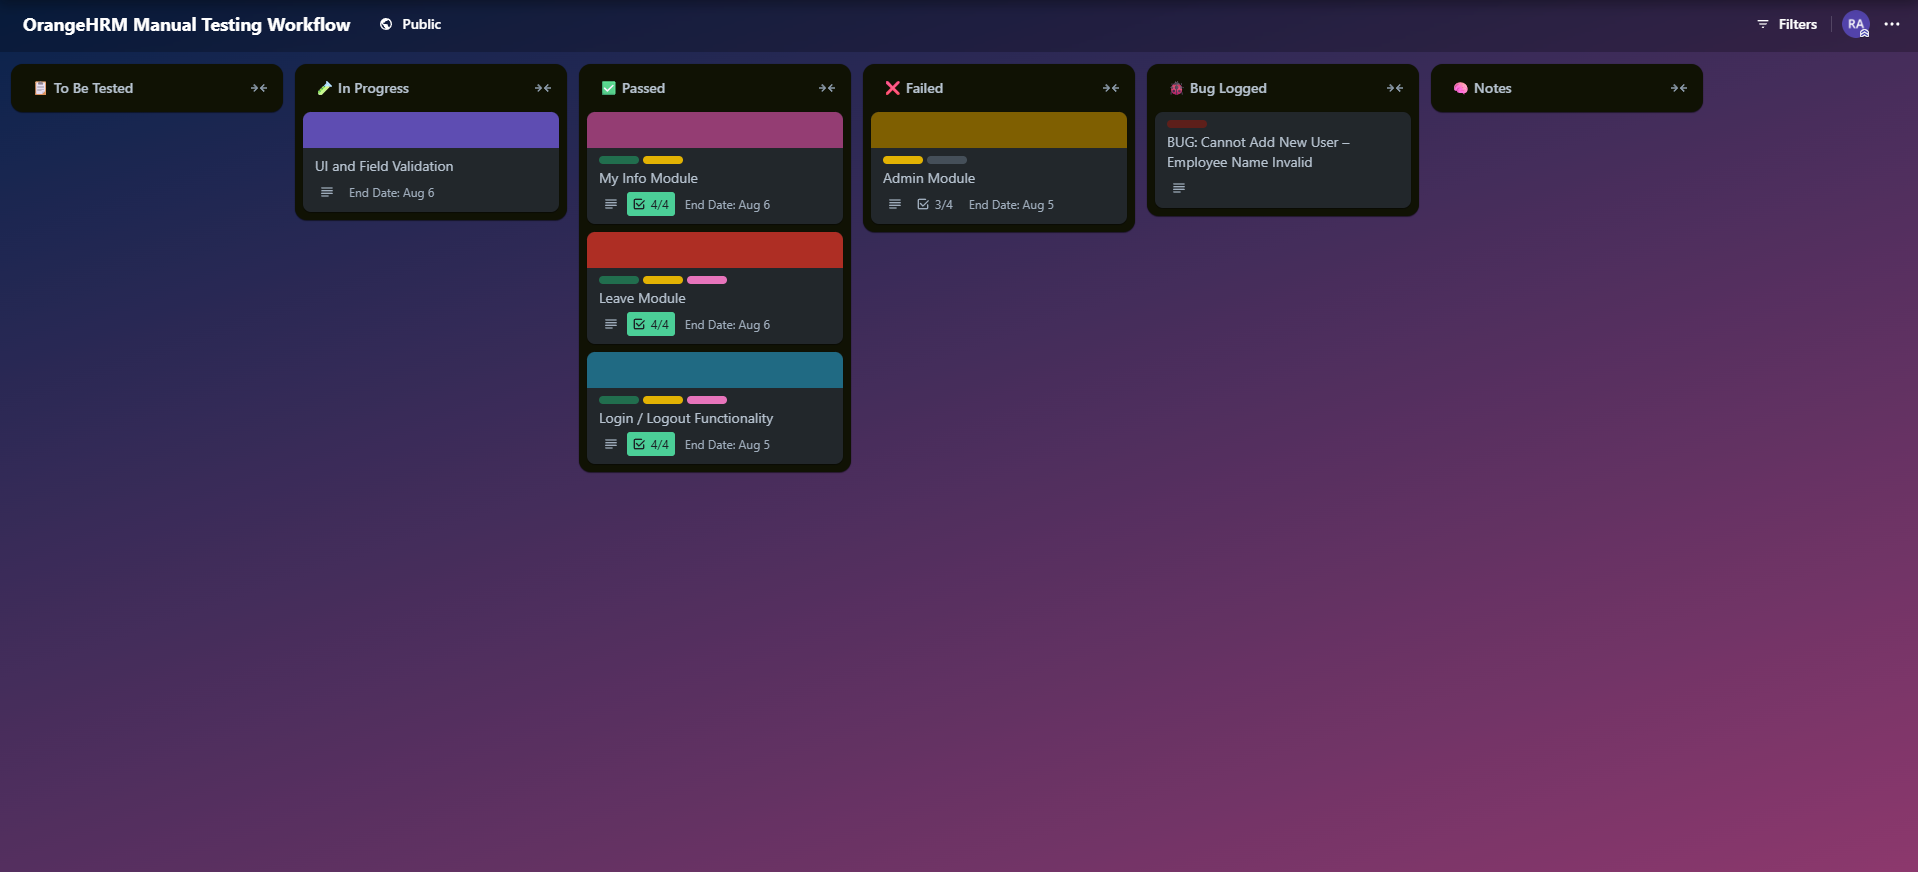 OrangeHRM Manual Testing Workflow
Public
Filters
RA
To Be Tested
In Progress
UI and Field Validation
End Date: Aug 6
Passed
My Info Module
4/4 End Date: Aug 6
Leave Module
4/4 End Date: Aug 6
Login / Logout Functionality
4/4 End Date: Aug 5
Failed
Admin Module
3/4 End Date: Aug 5
Bug Logged
BUG: Cannot Add New User –
Employee Name Invalid
Notes